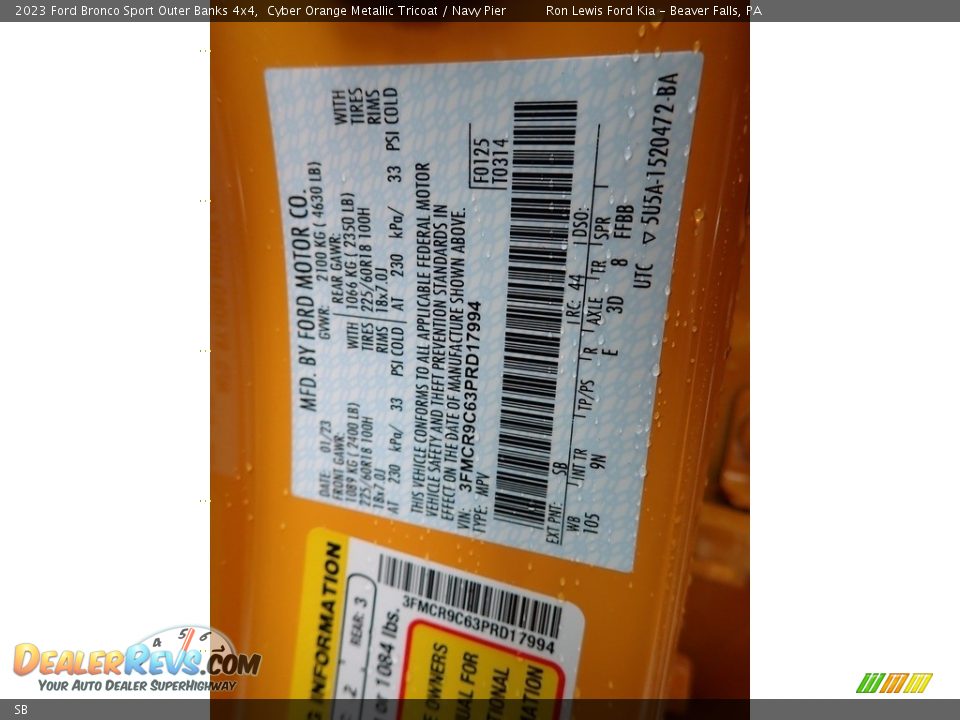 2023 Ford Bronco Sport Outer Banks 4x4,  Cyber Orange Metallic Tricoat / Navy Pier          Ron Lewis Ford Kia - Beaver Falls, PA
MFD. BY FORD MOTOR CO.
DATE: 01/23 GVWR: 2100 KG ( 4630 LB)
FRONT GAWR: REAR GAWR:
1089 KG ( 2400 LB) WITH 1066 KG ( 2350 LB) WITH
225/60R18 100H TIRES 225/60R18 100H TIRES
18x7.0J RIMS 18x7.0J RIMS
AT 230 kPa/ 33 PSI COLD AT 230 kPa/ 33 PSI COLD
THIS VEHICLE CONFORMS TO ALL APPLICABLE FEDERAL MOTOR
VEHICLE SAFETY AND THEFT PREVENTION STANDARDS IN
EFFECT ON THE DATE OF MANUFACTURE SHOWN ABOVE.
VIN: 3FMCR9C63PRD17994
TYPE: MPV
F0125
T0314
EXT PNT: SB RC: 44 DSO:
WB INT TR TP/PS R AXLE TR SPR
105 9N E 3D 8 FFBB
UTC ▽ 5U5A-1520472-BA
INFORMATION
2 REAR: 3
or 1084 lbs.
3FMCR9C63PRD17994
OWNERS
FOR
DealerRevs.com
4 5 6
Your Auto Dealer SuperHighway
SB